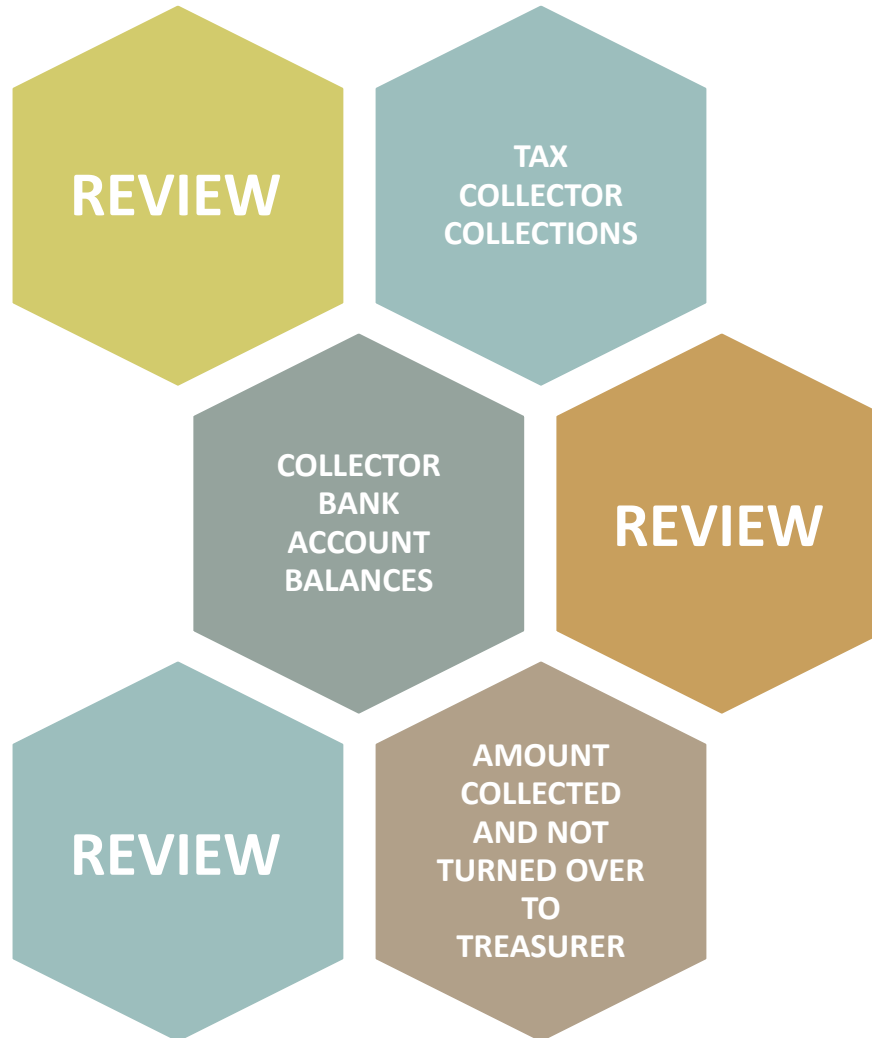 REVIEW
TAX
COLLECTOR
COLLECTIONS
COLLECTOR
BANK
ACCOUNT
BALANCES
REVIEW
REVIEW
AMOUNT
COLLECTED
AND NOT
TURNED OVER
TO
TREASURER